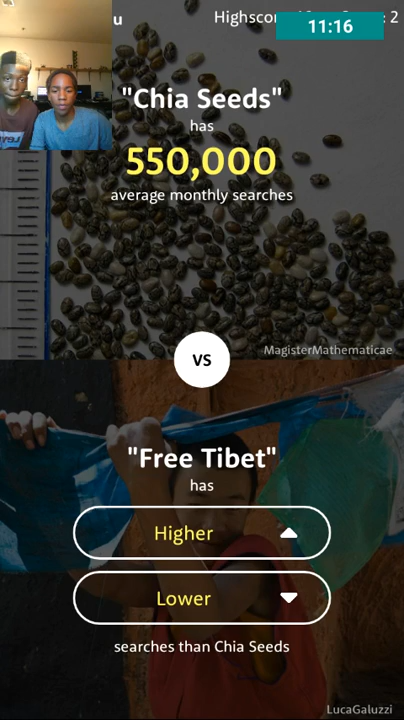 u
11:16
: 2
"Chia Seeds"
has
550,000
average monthly searches
MagisterMathematicae
VS
"Free Tibet"
has
Higher
Lower
searches than Chia Seeds
LucaGaluzzi